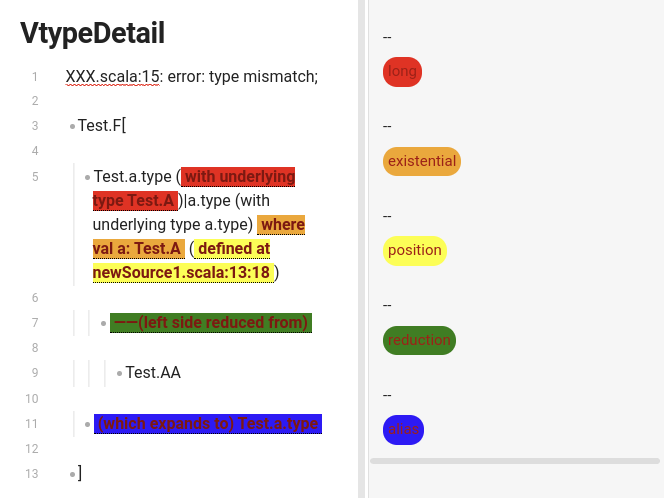 VtypeDetail
1 XXX.scala:15: error: type mismatch;
2
3 Test.F[
4
5 Test.a.type (with underlying
type Test.A )|a.type (with
underlying type a.type) where
val a: Test.A (defined at
newSource1.scala:13:18 )
6
7 ——(left side reduced from)
8
9 Test.AA
10
11 (which expands to) Test.a.type
12
13 ]
--
long
--
existential
--
position
--
reduction
--
alias